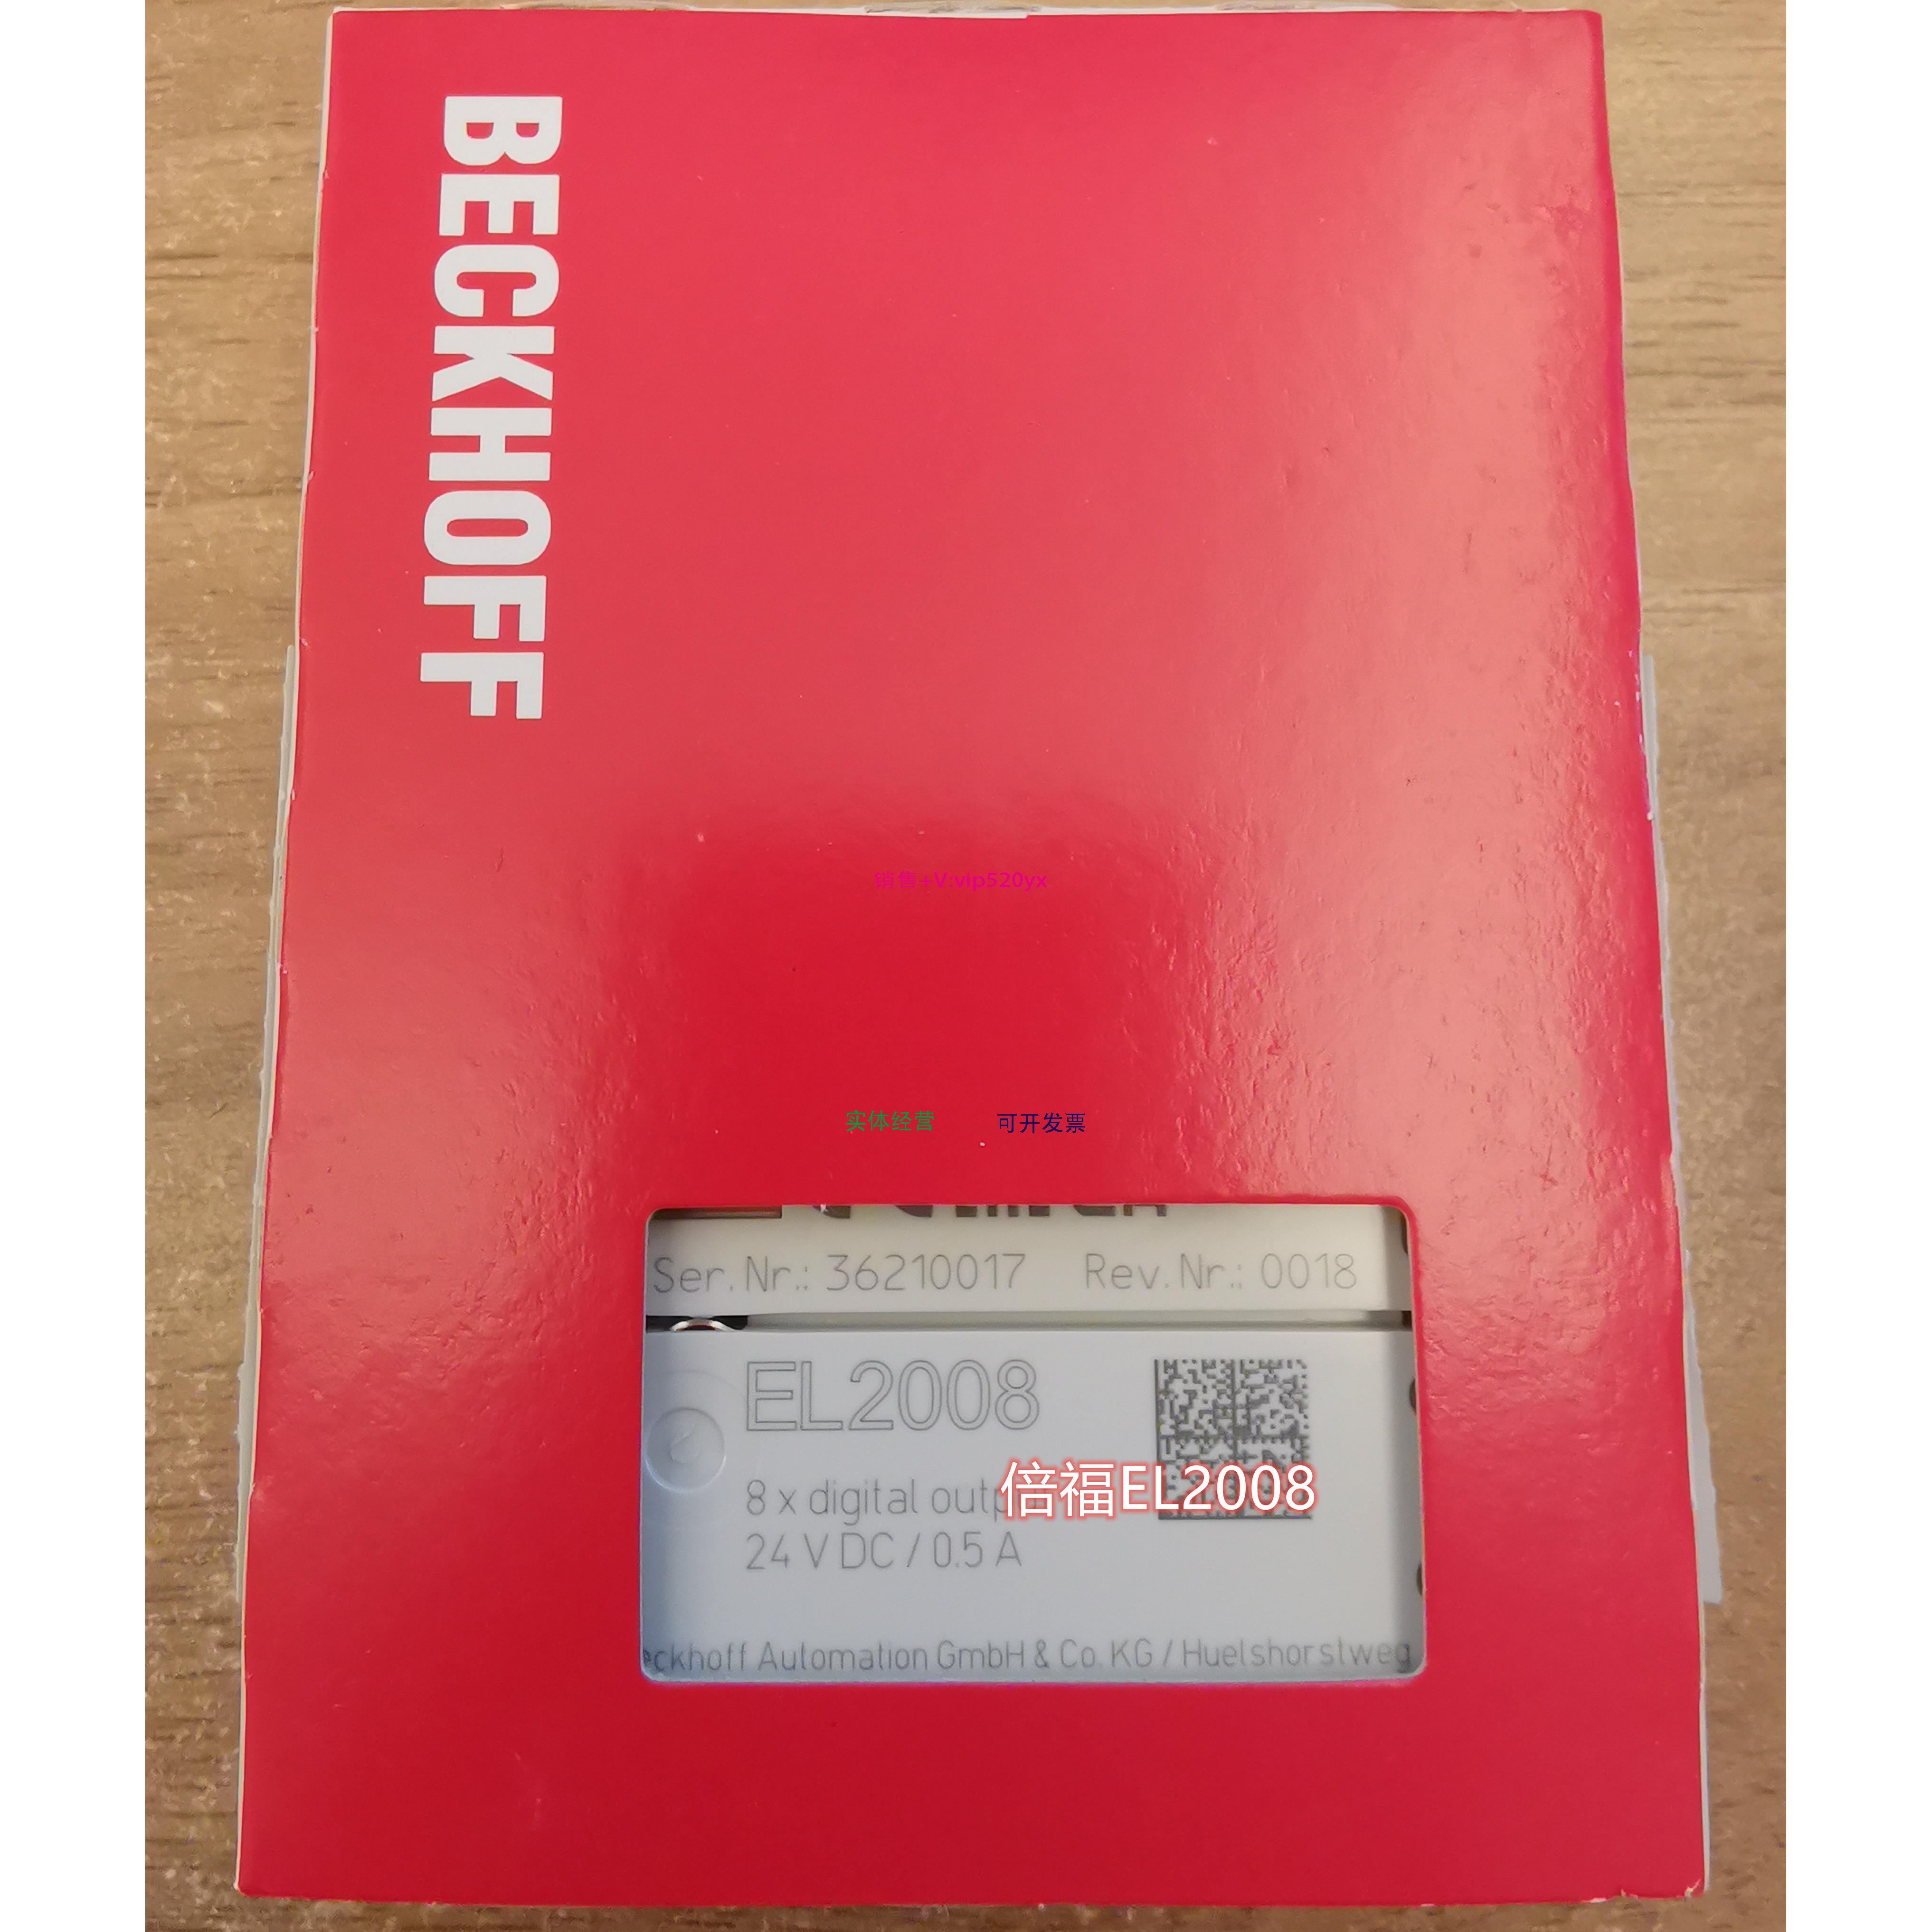 BECKHOFF
销售+V:vip520yx
实体经营 可开发票
Ser.Nr.: 36210017 Rev.Nr.: 0018
EL2008
倍福EL2008
8 x digital outp
24 V DC / 0.5 A
eckhoff Automation GmbH & Co. KG / Huelshorstweg